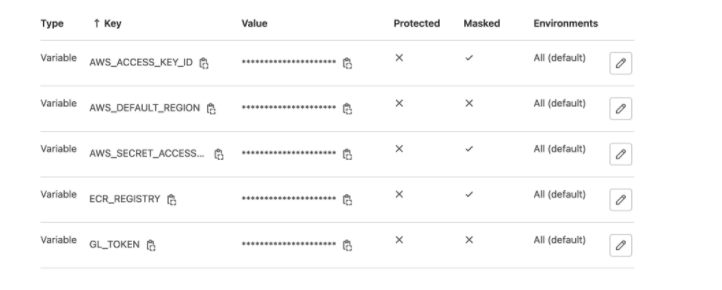 Type ↑ Key Value Protected Masked Environments
Variable AWS_ACCESS_KEY_ID ********************* × ✓ All (default)
Variable AWS_DEFAULT_REGION ********************* × × All (default)
Variable AWS_SECRET_ACCESS... ********************* × ✓ All (default)
Variable ECR_REGISTRY ********************* × ✓ All (default)
Variable GL_TOKEN ********************* × × All (default)